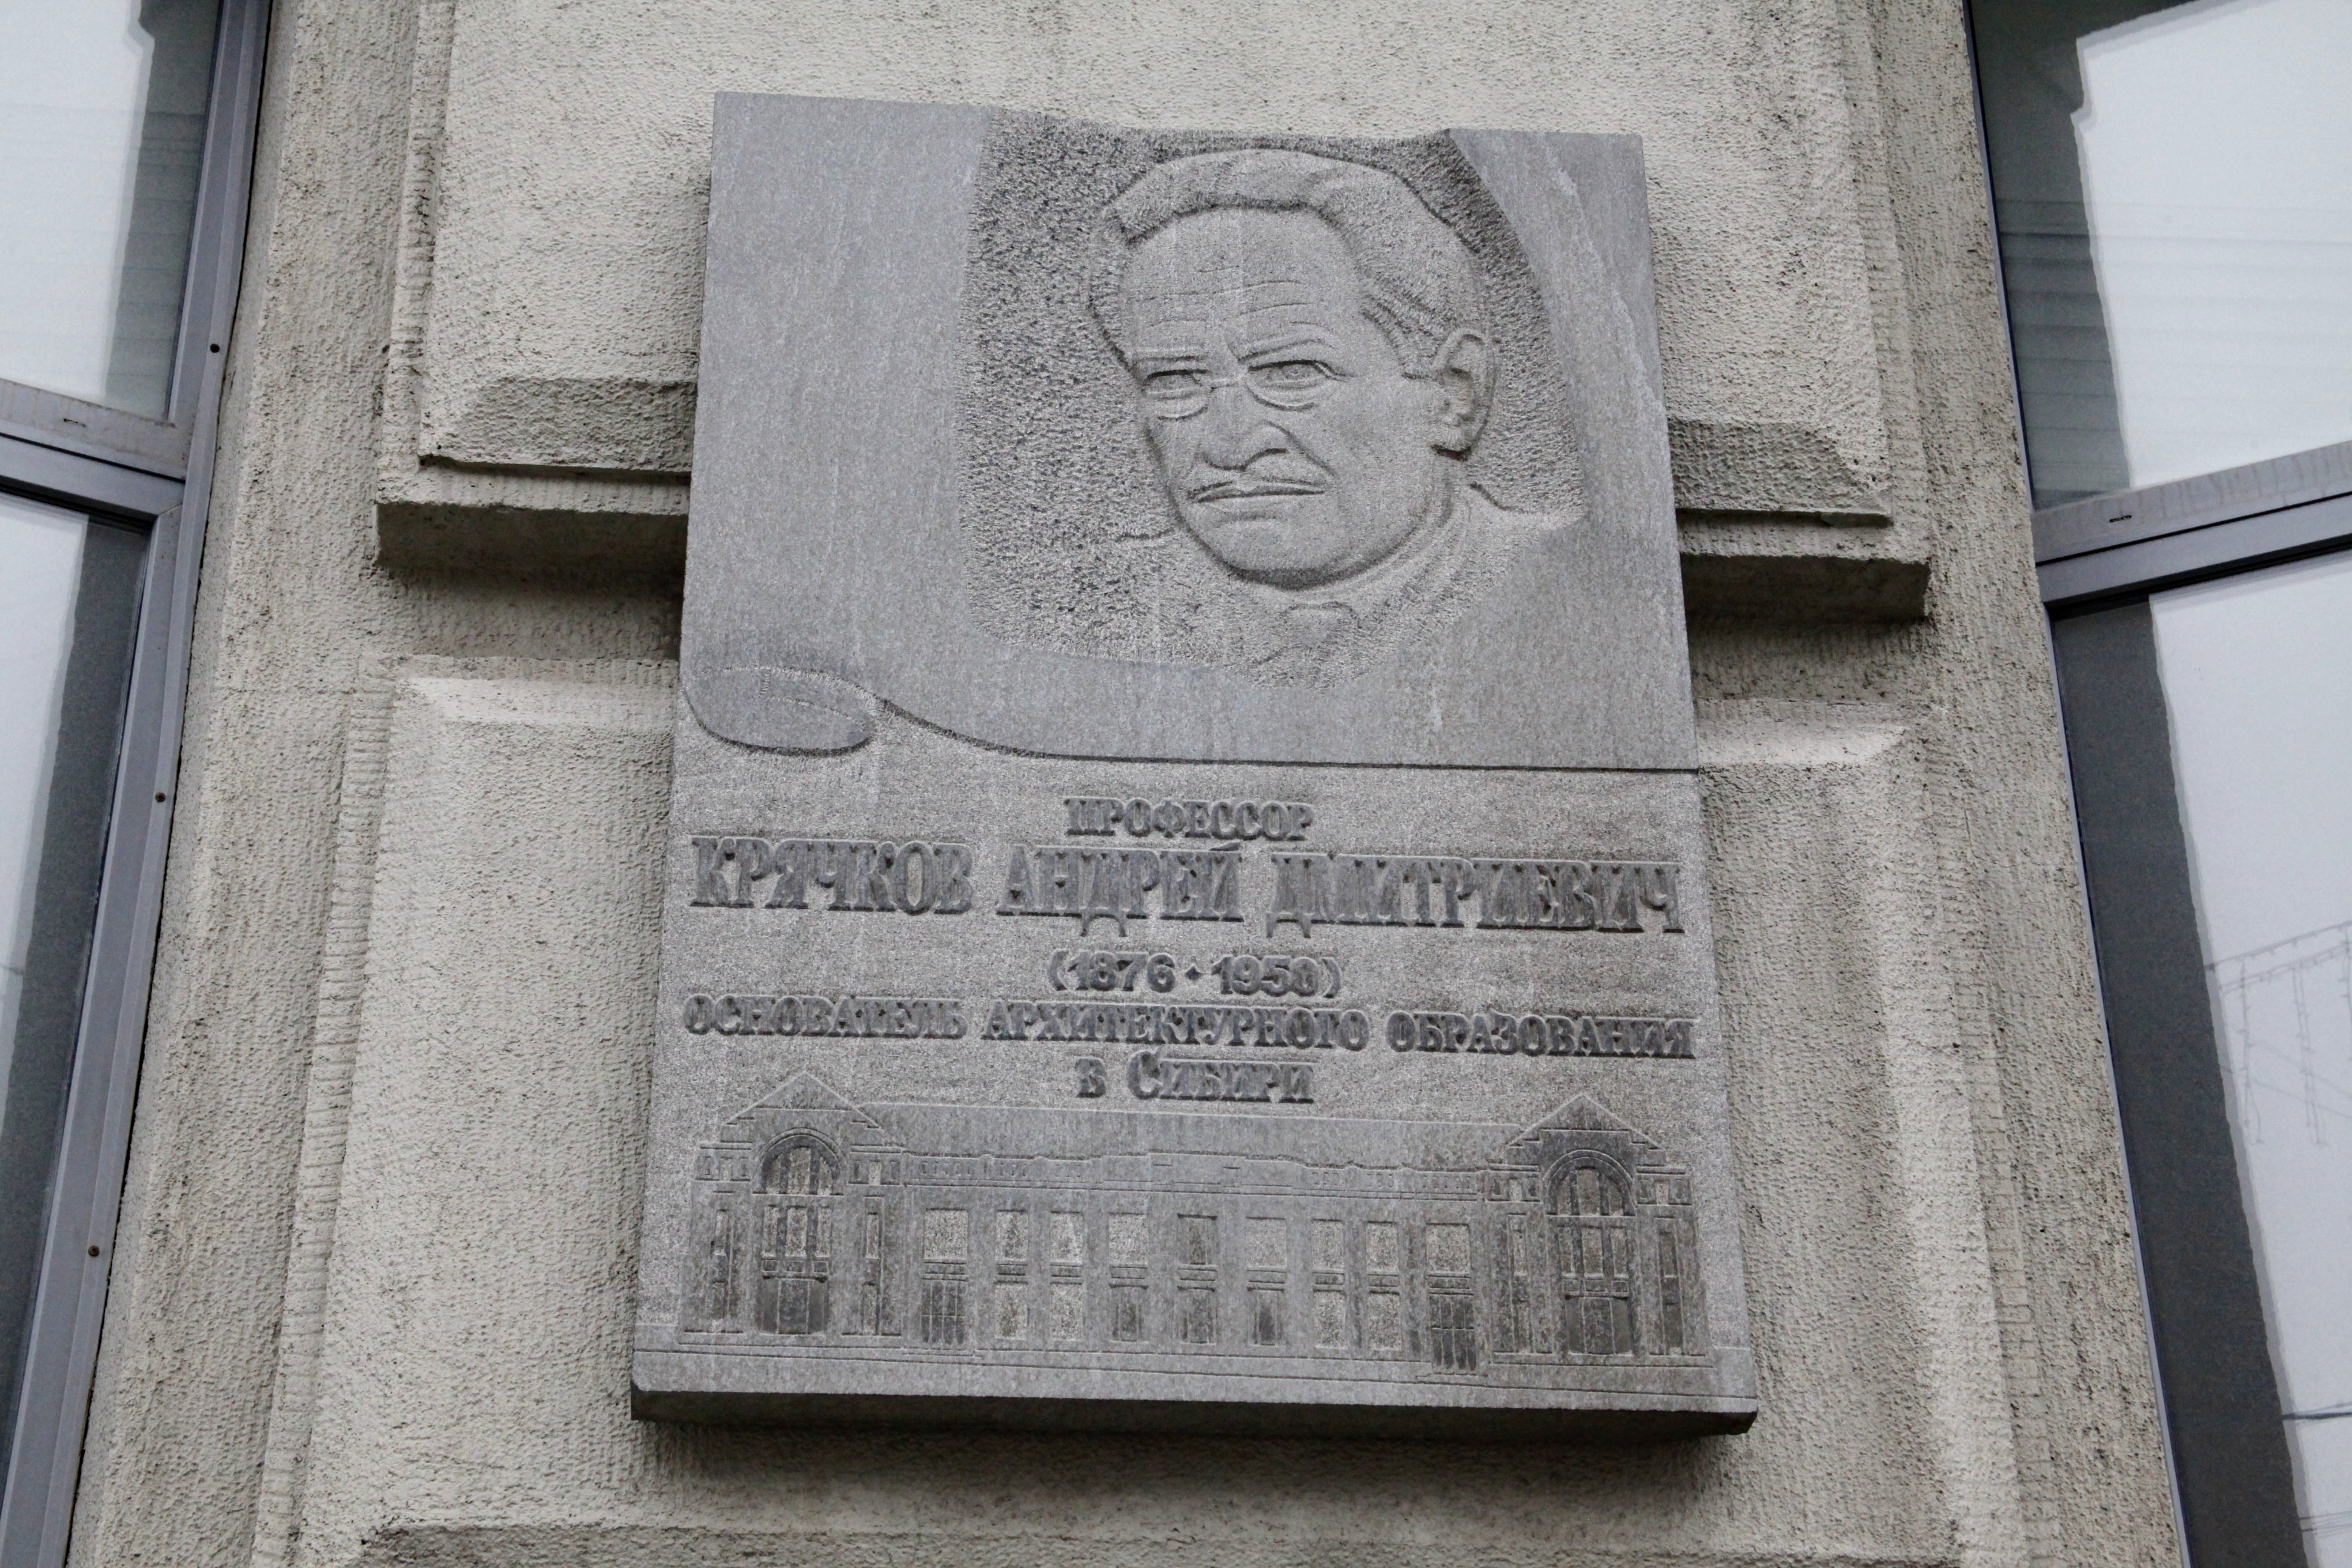 ПРОФЕССОР
КРЯЧКОВ АНДРЕЙ ДМИТРИЕВИЧ
(1876 · 1950)
ОСНОВАТЕЛЬ АРХИТЕКТУРНОГО ОБРАЗОВАНИЯ
В СИБИРИ